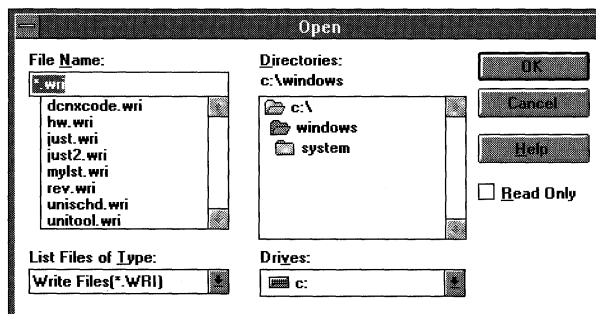 Open
File Name:
*.wri
dcnxcode.wri
hw.wri
just.wri
just2.wri
mylst.wri
rev.wri
unischd.wri
unitool.wri
List Files of Type:
Write Files(*.WRI)
Directories:
c:\windows
c:\
windows
system
Drives:
c:
OK
Cancel
Help
Read Only